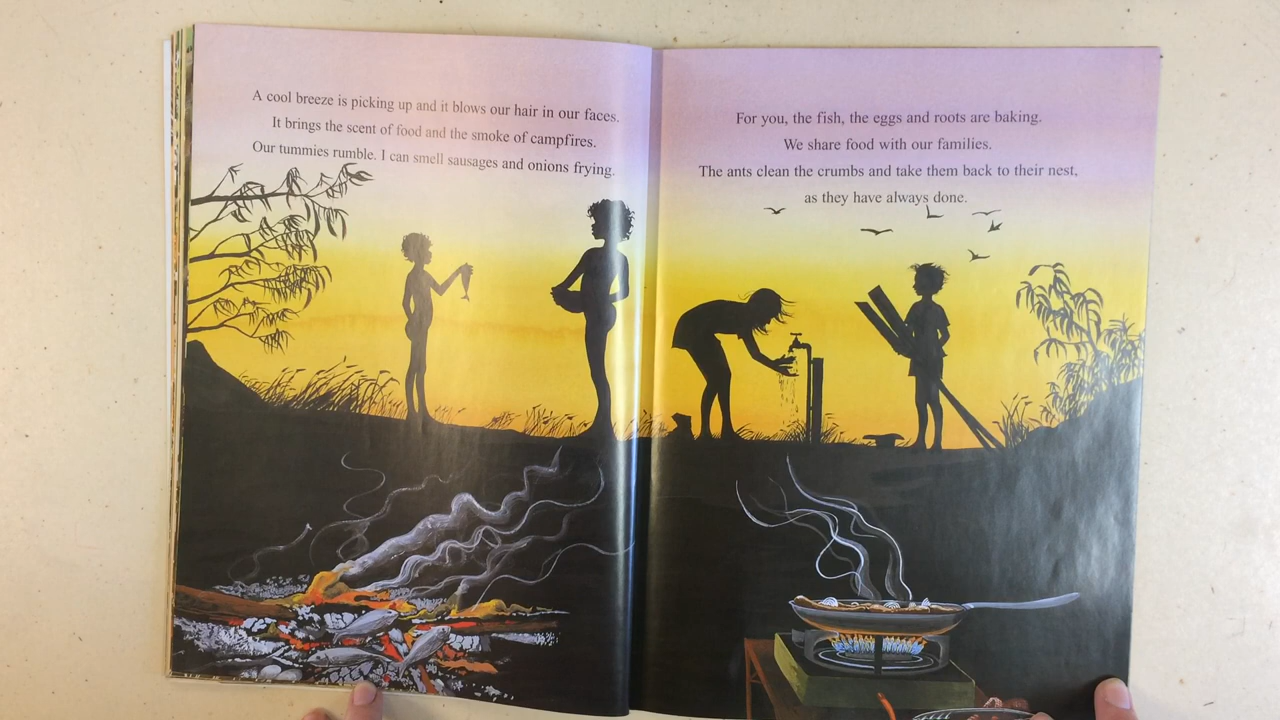 A cool breeze is picking up and it blows our hair in our faces.
It brings the scent of food and the smoke of campfires.
Our tummies rumble. I can smell sausages and onions frying.
For you, the fish, the eggs and roots are baking.
We share food with our families.
The ants clean the crumbs and take them back to their nest,
as they have always done.